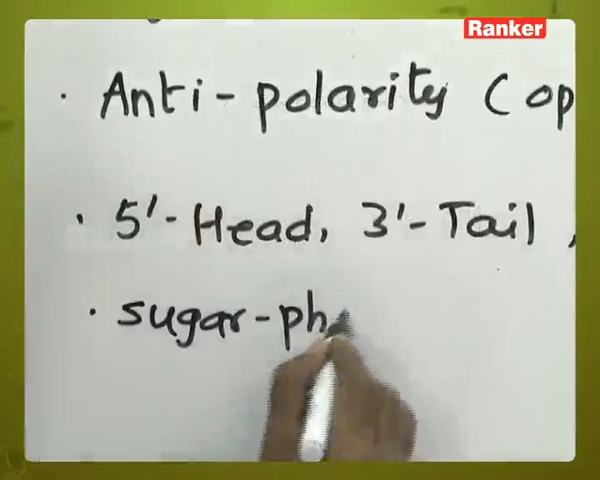 Ranker
· Anti-polarity ( op
· 5'-Head, 3'-Tail ,
· sugar-ph